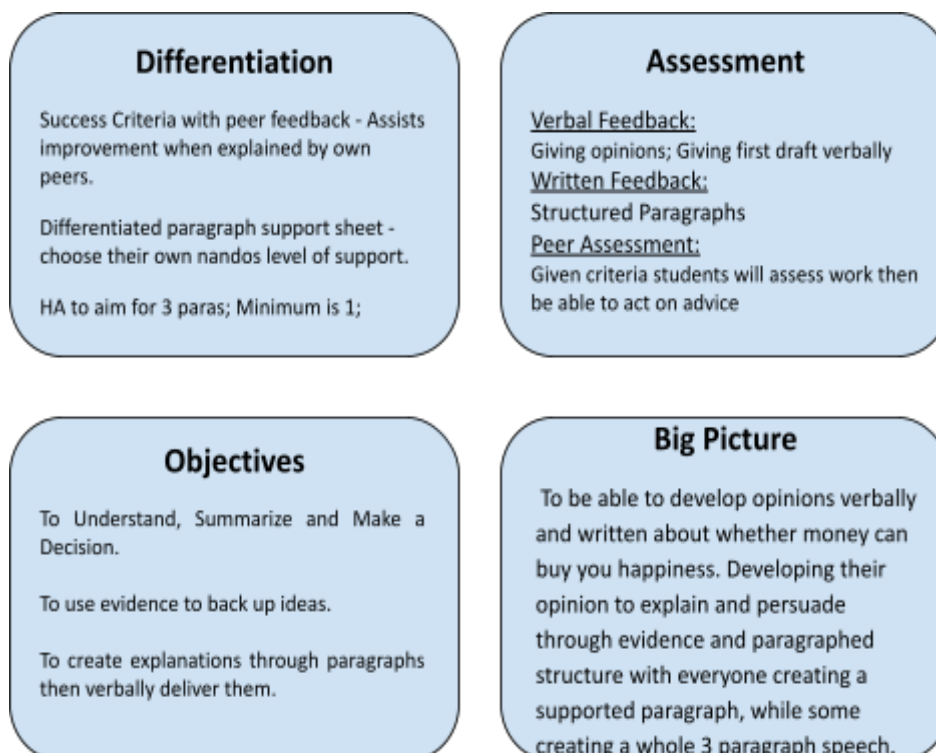 Differentiation
Success Criteria with peer feedback - Assists
improvement when explained by own
peers.
Differentiated paragraph support sheet -
choose their own nandos level of support.
HA to aim for 3 paras; Minimum is 1;
Assessment
Verbal Feedback:
Giving opinions; Giving first draft verbally
Written Feedback:
Structured Paragraphs
Peer Assessment:
Given criteria students will assess work then
be able to act on advice
Objectives
To Understand, Summarize and Make a
Decision.
To use evidence to back up ideas.
To create explanations through paragraphs
then verbally deliver them.
Big Picture
To be able to develop opinions verbally
and written about whether money can
buy you happiness. Developing their
opinion to explain and persuade
through evidence and paragraphed
structure with everyone creating a
supported paragraph, while some
creating a whole 3 paragraph speech.